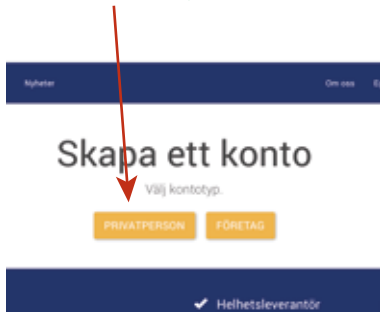 Nyheter Om oss
Skapa ett konto
Välj kontotyp.
PRIVATPERSON FÖRETAG
✔ Helhetsleverantör